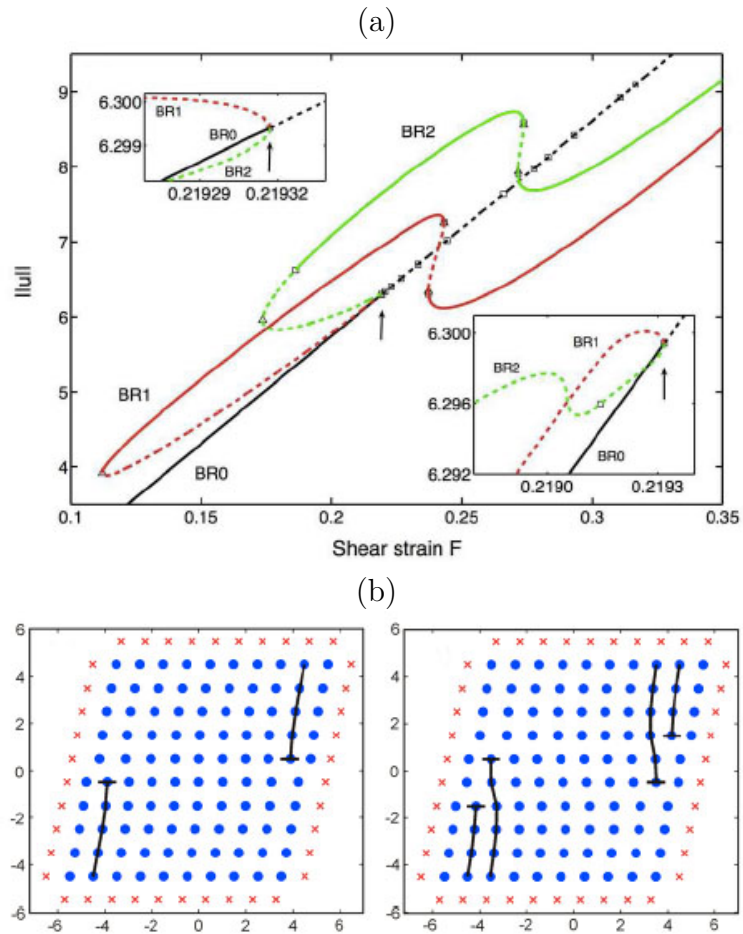 (a)
9
8
7
6
5
4
||u||
0.1 0.15 0.2 0.25 0.3 0.35
Shear strain F
6.300
6.299
BR1
BR0
BR2
0.21929 0.21932
BR2
BR1
BR0
6.300
6.296
6.292
BR1
BR2
BR0
0.2190 0.2193
(b)
6
4
2
0
-2
-4
-6
-6 -4 -2 0 2 4 6
6
4
2
0
-2
-4
-6
-6 -4 -2 0 2 4 6